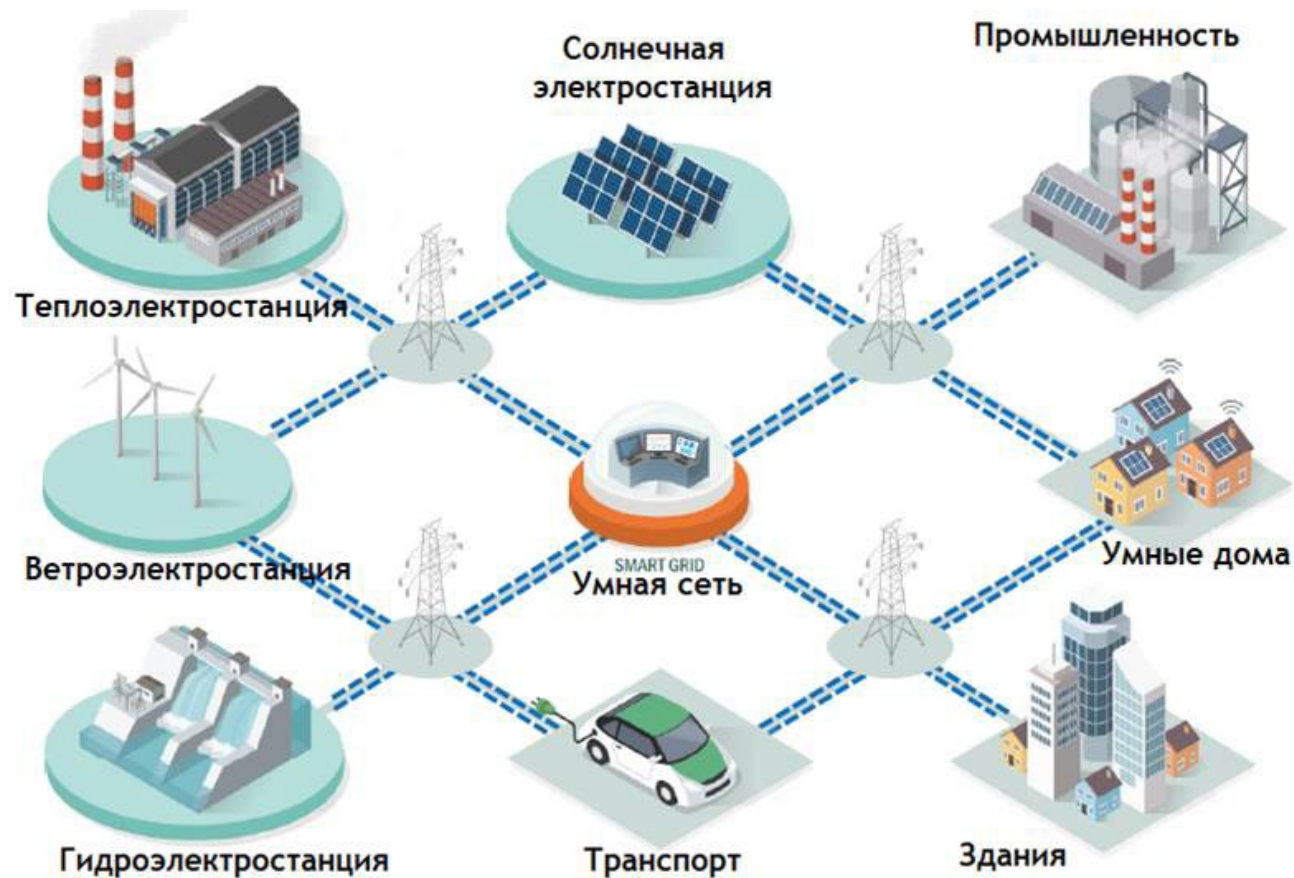 Солнечная
электростанция
Промышленность
Теплоэлектростанция
Ветроэлектростанция
SMART GRID
Умная сеть
Умные дома
Гидроэлектростанция
Транспорт
Здания